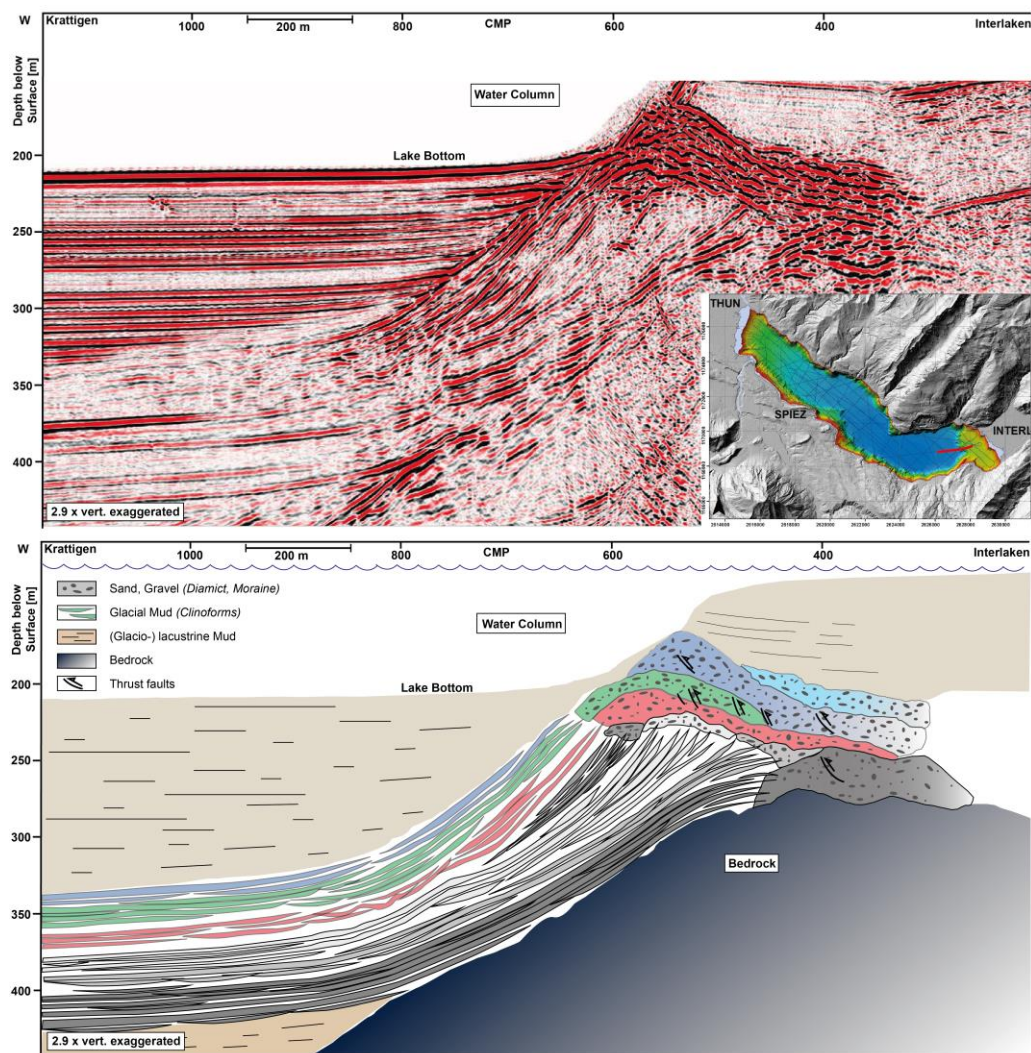 W Krattigen 1000 200 m 800 CMP 600 400 Interlaken
Depth below
Surface [m]
Water Column
Lake Bottom
200
250
300
350
400
2.9 x vert. exaggerated
THUN
SPIEZ
INTERL
W Krattigen 1000 200 m 800 CMP 600 400 Interlaken
Depth below
Surface [m]
Sand, Gravel (Diamict, Moraine)
Glacial Mud (Clinoforms)
(Glacio-) lacustrine Mud
Bedrock
Thrust faults
Water Column
Lake Bottom
200
250
300
350
400
Bedrock
2.9 x vert. exaggerated